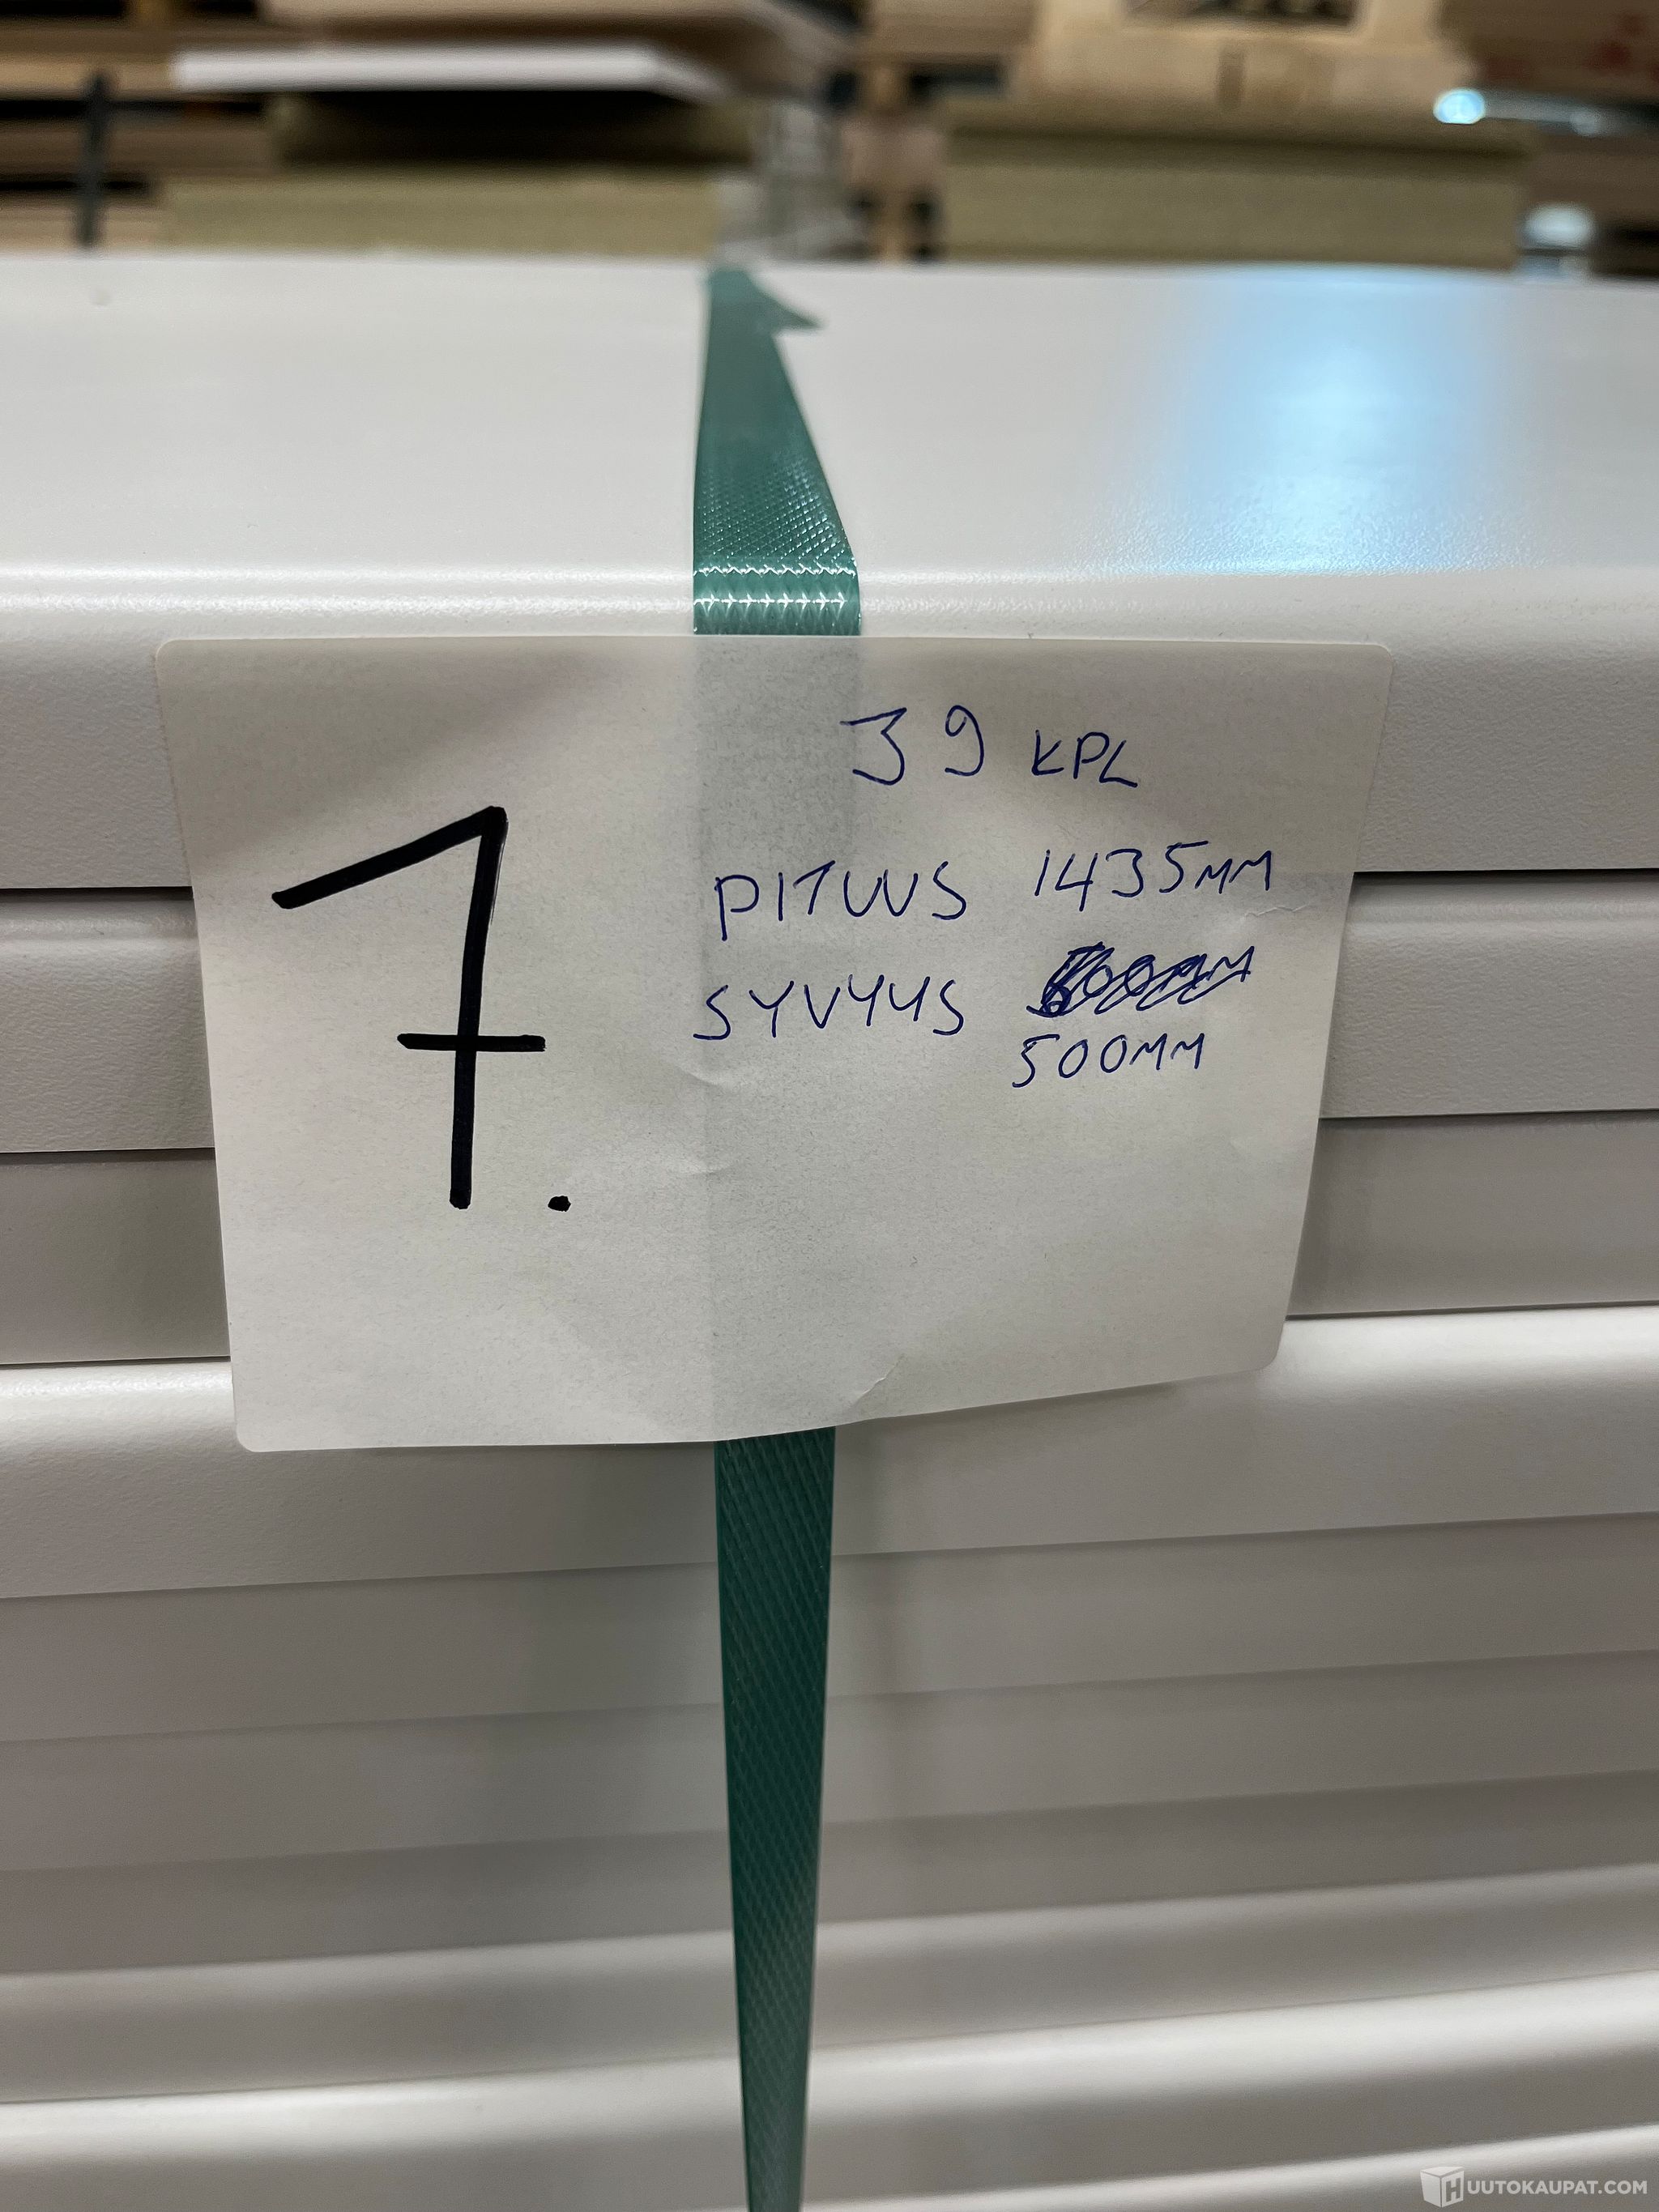 39 KPL
7.
PITUUS 1435MM
SYVYYS
500MM
HUUTOKAUPAT.COM